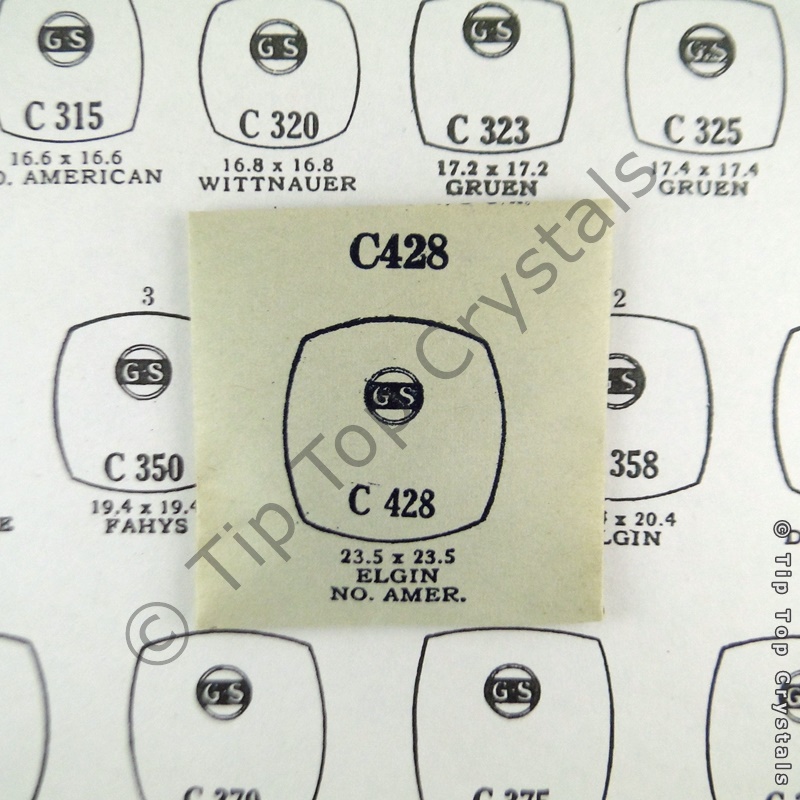 G·S
G·S
G·S
G·S
C 315
C 320
C 323
C 325
16.6 x 16.6
16.8 x 16.8
17.2 x 17.2
17.4 x 17.4
O. AMERICAN
WITTNAUER
GRUEN
GRUEN
C428
3
2
G·S
G·S
G·S
C 350
C 428
358
19.4 x 19.4
x 20.4
FAHYS
LGIN
23.5 x 23.5
ELGIN
NO. AMER.
G·S
G·S
C 370
C 375
© Tip Top Crystals
© Tip Top Crystals